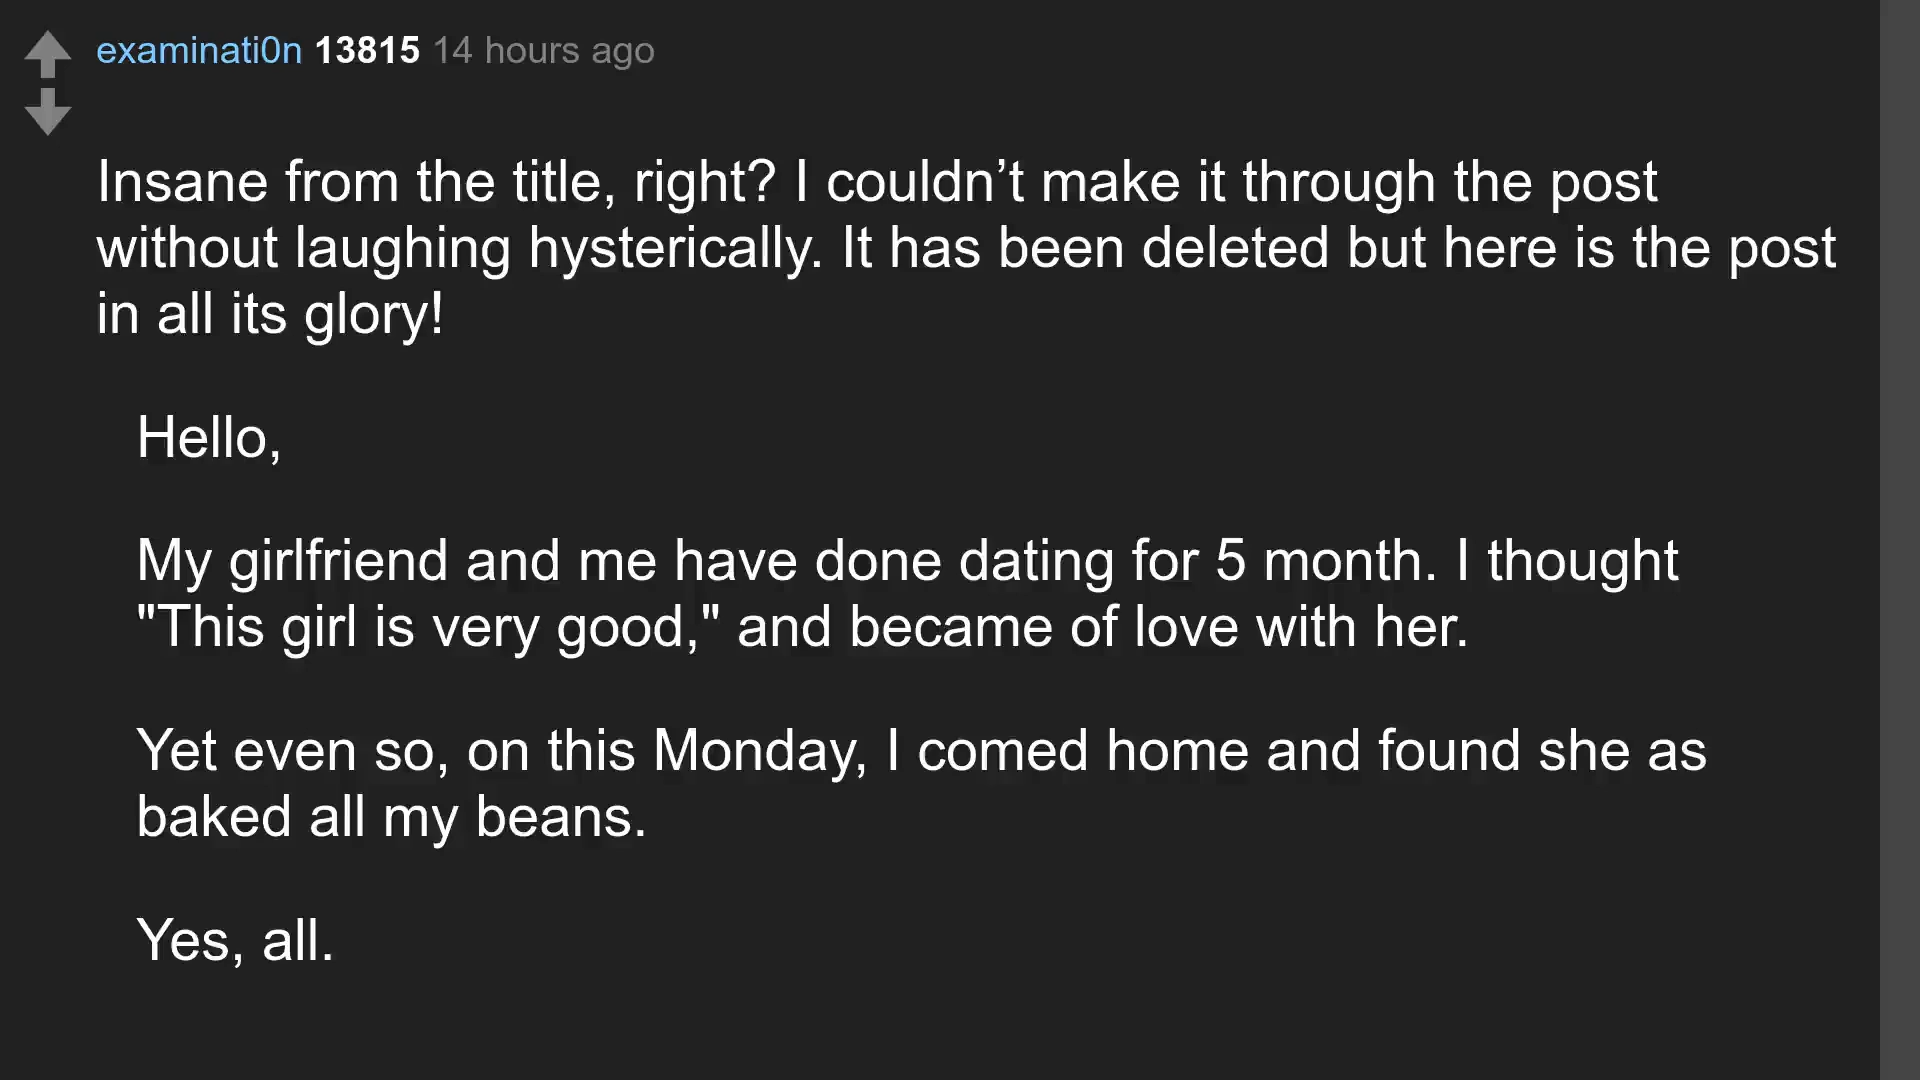 examinati0n 13815 14 hours ago
Insane from the title, right? I couldn’t make it through the post
without laughing hysterically. It has been deleted but here is the post
in all its glory!
Hello,
My girlfriend and me have done dating for 5 month. I thought
"This girl is very good," and became of love with her.
Yet even so, on this Monday, I comed home and found she as
baked all my beans.
Yes, all.